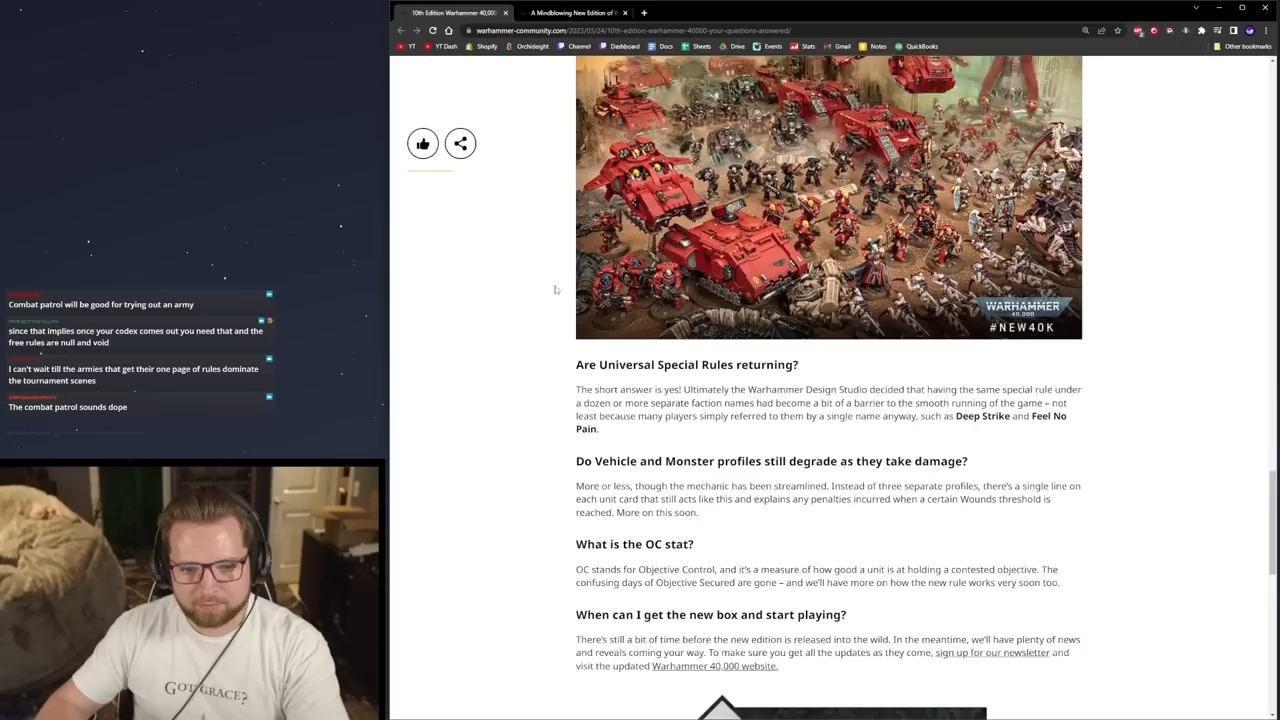 10th Edition Warhammer 40,000
A Mindblowing New Edition of W
warhammer-community.com/2023/03/24/10th-edition-warhammer-40000-your-questions-answered/
YT
YT Dash
Shopify
Orchideight
Channel
Dashboard
Docs
Sheets
Drive
Events
Stats
Gmail
Notes
QuickBooks
Other bookmarks
WARHAMMER
40,000
#NEW40K
Combat patrol will be good for trying out an army
since that implies once your codex comes out you need that and the
free rules are null and void
I can't wait till the armies that get their one page of rules dominate
the tournament scenes
The combat patrol sounds dope
Are Universal Special Rules returning?
The short answer is yes! Ultimately the Warhammer Design Studio decided that having the same special rule under
a dozen or more separate faction names had become a bit of a barrier to the smooth running of the game – not
least because many players simply referred to them by a single name anyway, such as Deep Strike and Feel No
Pain.
Do Vehicle and Monster profiles still degrade as they take damage?
More or less, though the mechanic has been streamlined. Instead of three separate profiles, there's a single line on
each unit card that still acts like this and explains any penalties incurred when a certain Wounds threshold is
reached. More on this soon.
What is the OC stat?
OC stands for Objective Control, and it's a measure of how good a unit is at holding a contested objective. The
confusing days of Objective Secured are gone – and we'll have more on how the new rule works very soon too.
When can I get the new box and start playing?
There's still a bit of time before the new edition is released into the wild. In the meantime, we'll have plenty of news
and reveals coming your way. To make sure you get all the updates as they come, sign up for our newsletter and
visit the updated Warhammer 40,000 website.
GOT GRACE?